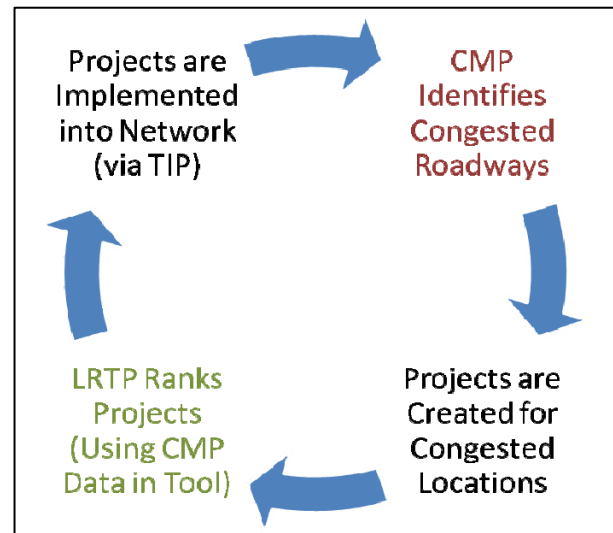 Projects are
Implemented
into Network
(via TIP)
CMP
Identifies
Congested
Roadways
Projects are
Created for
Congested
Locations
LRTP Ranks
Projects
(Using CMP
Data in Tool)